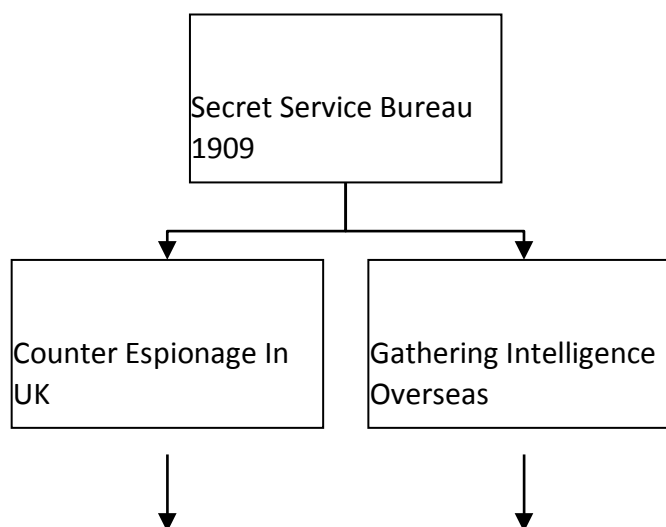 Secret Service Bureau
1909
Counter Espionage In
UK
Gathering Intelligence
Overseas